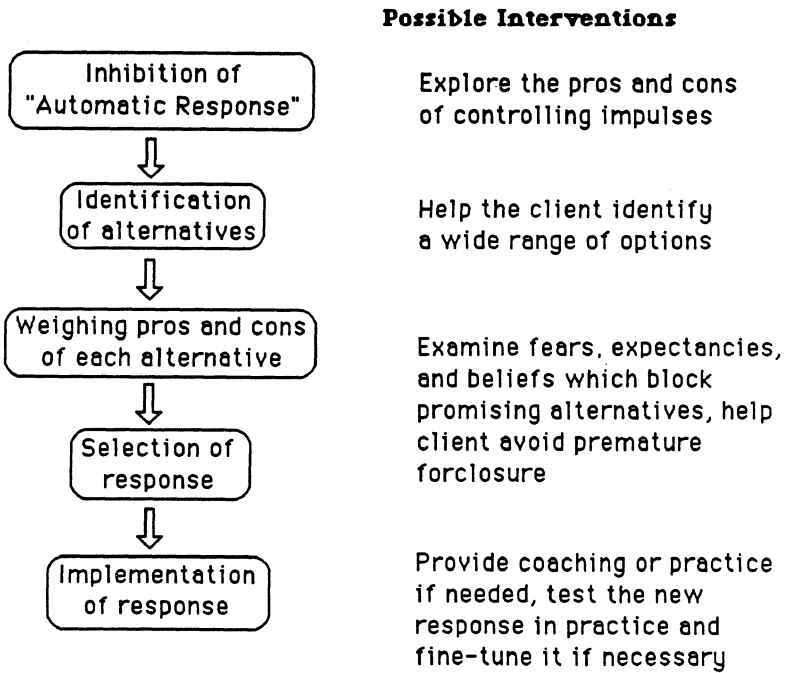 Possible Interventions
Inhibition of
"Automatic Response"
Explore the pros and cons
of controlling impulses
Identification
of alternatives
Help the client identify
a wide range of options
Weighing pros and cons
of each alternative
Examine fears, expectancies,
and beliefs which block
promising alternatives, help
client avoid premature
forclosure
Selection of
response
Implementation
of response
Provide coaching or practice
if needed, test the new
response in practice and
fine-tune it if necessary